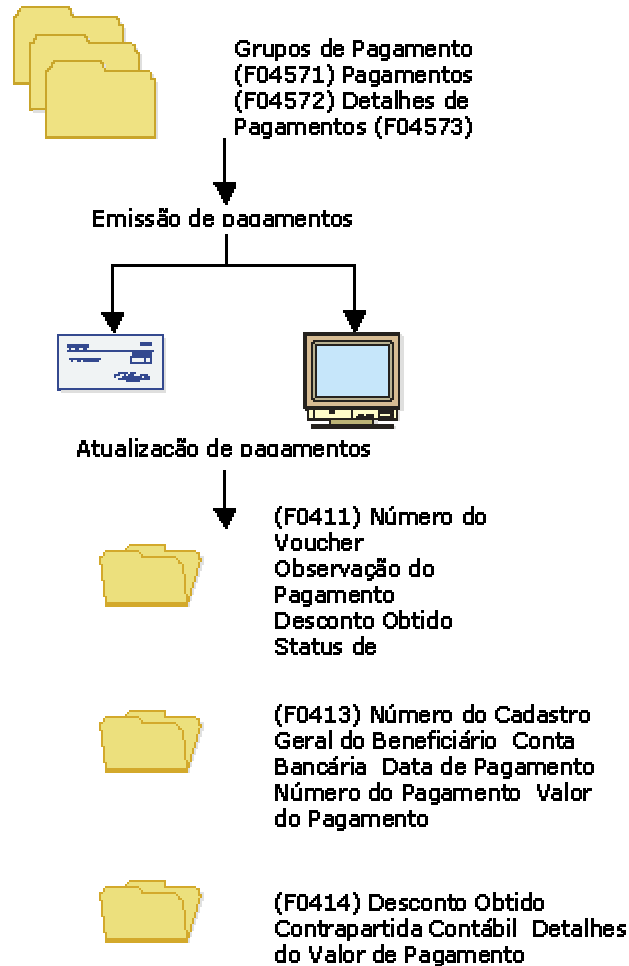 Grupos de Pagamento
(F04571) Pagamentos
(F04572) Detalhes de
Pagamentos (F04573)
Emissão de pagamentos
Atualização de pagamentos
(F0411) Número do
Voucher
Observação do
Pagamento
Desconto Obtido
Status de
(F0413) Número do Cadastro
Geral do Beneficiário Conta
Bancária Data de Pagamento
Número do Pagamento Valor
do Pagamento
(F0414) Desconto Obtido
Contrapartida Contábil Detalhes
do Valor de Pagamento